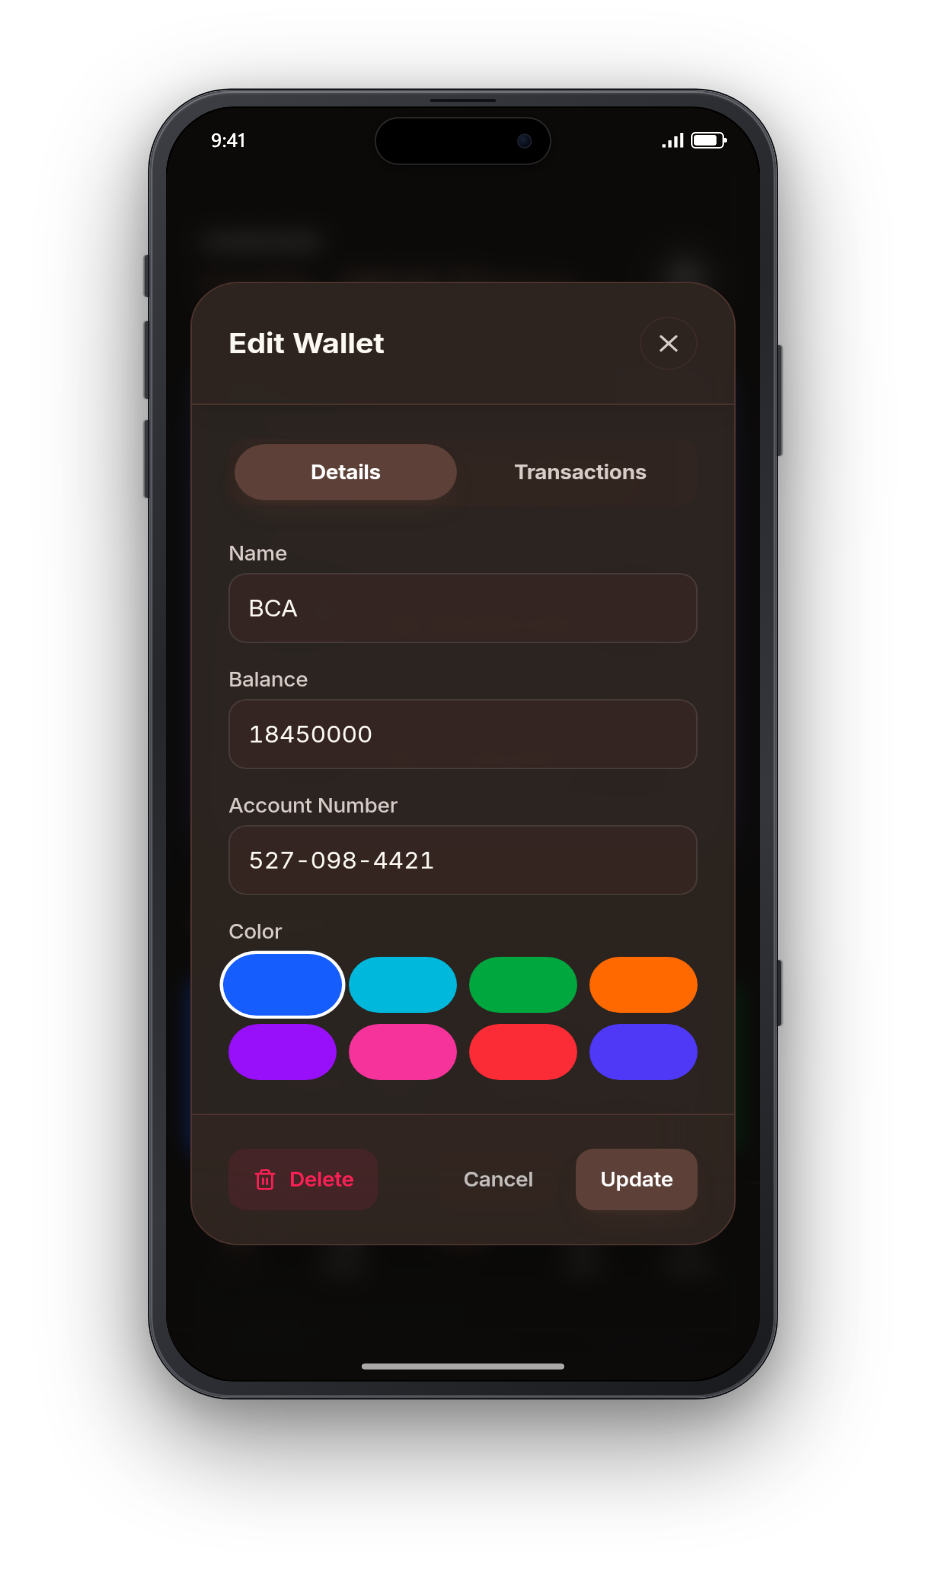 9:41
Edit Wallet
Details Transactions
Name
BCA
Balance
18450000
Account Number
527-098-4421
Color
Delete Cancel Update